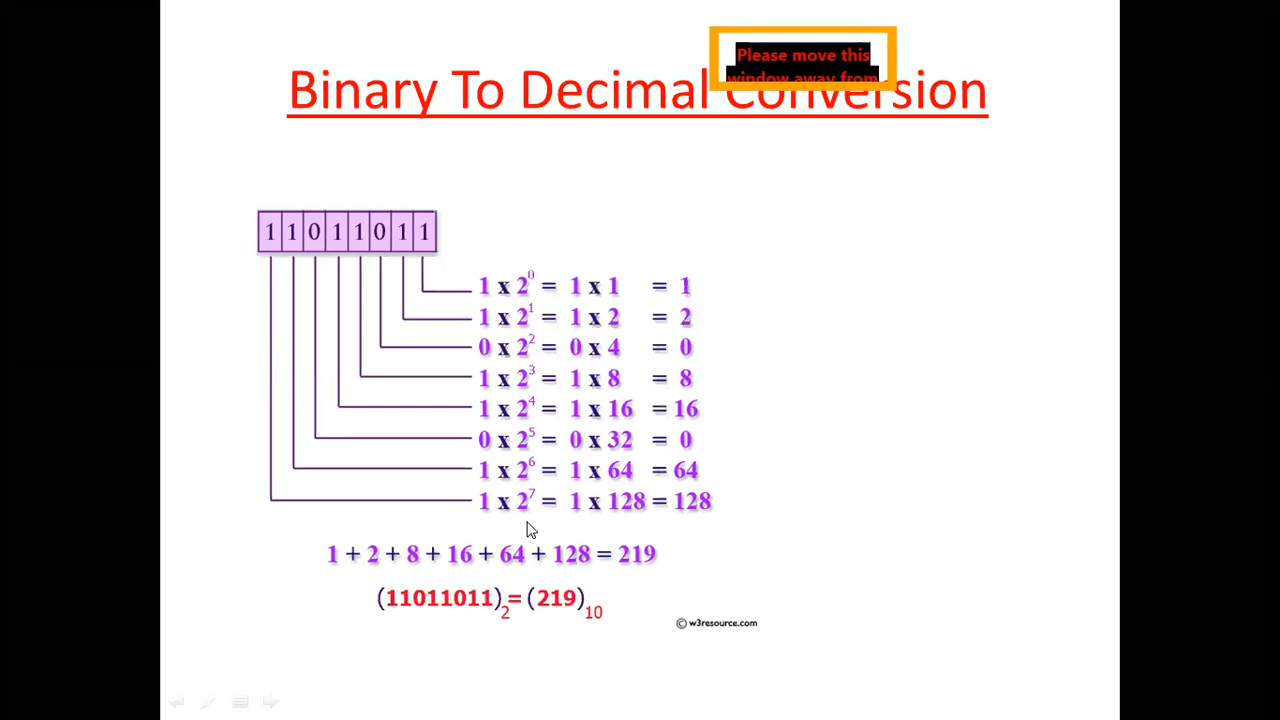 Please move this
window away from
Binary To Decimal Conversion
1 1 0 1 1 0 1 1
1 x 2⁰ = 1 x 1 = 1
1 x 2¹ = 1 x 2 = 2
0 x 2² = 0 x 4 = 0
1 x 2³ = 1 x 8 = 8
1 x 2⁴ = 1 x 16 = 16
0 x 2⁵ = 0 x 32 = 0
1 x 2⁶ = 1 x 64 = 64
1 x 2⁷ = 1 x 128 = 128
1 + 2 + 8 + 16 + 64 + 128 = 219
(11011011)₂ = (219)₁₀
© w3resource.com